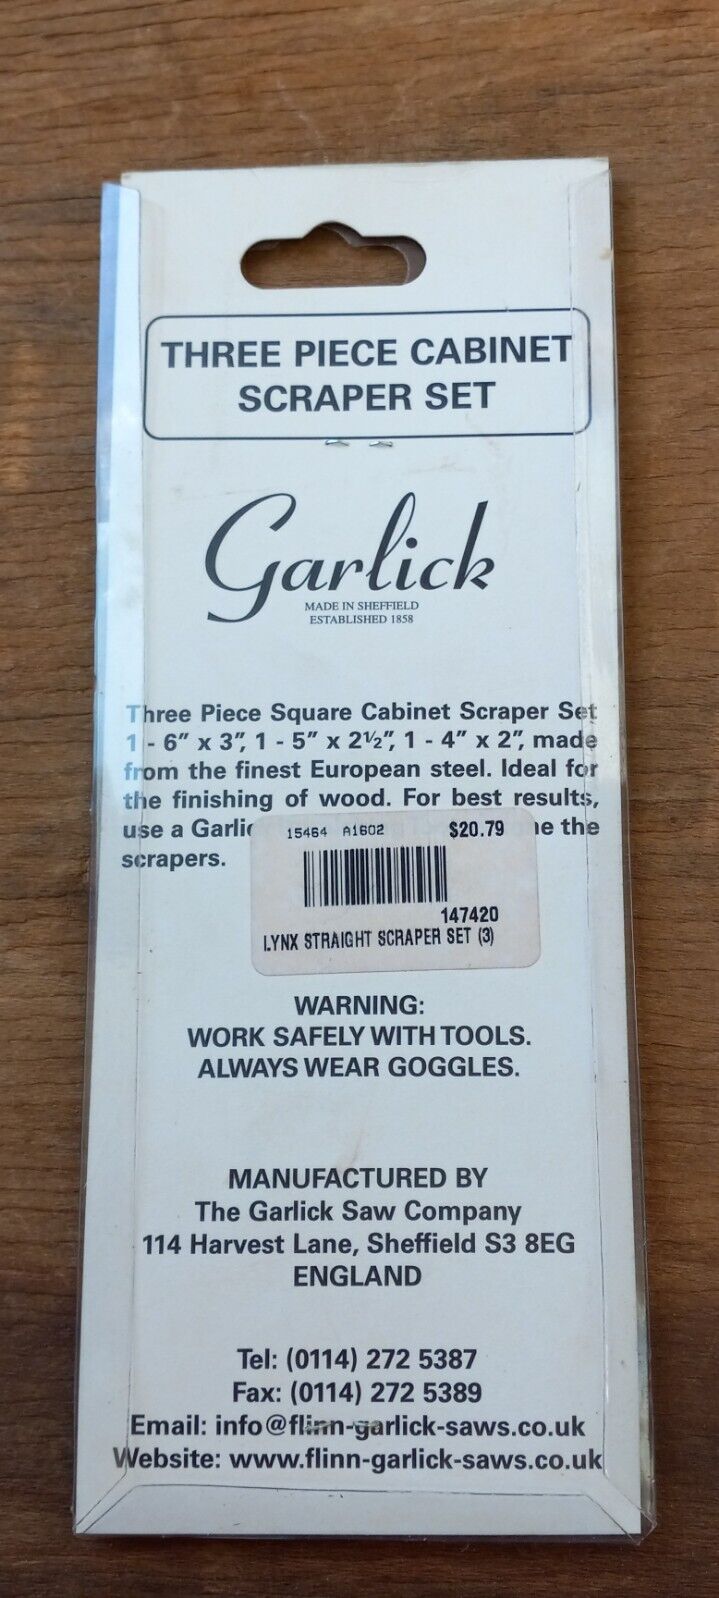 THREE PIECE CABINET
SCRAPER SET
Garlick
MADE IN SHEFFIELD
ESTABLISHED 1858
Three Piece Square Cabinet Scraper Set
1 - 6” x 3”, 1 - 5” x 2½”, 1 - 4” x 2”, made
from the finest European steel. Ideal for
the finishing of wood. For best results,
use a the
scrapers.
15464 A1602 $20.79
147420
LYNX STRAIGHT SCRAPER SET (3)
WARNING:
WORK SAFELY WITH TOOLS.
ALWAYS WEAR GOGGLES.
MANUFACTURED BY
The Garlick Saw Company
114 Harvest Lane, Sheffield S3 8EG
ENGLAND
Tel: (0114) 272 5387
Fax: (0114) 272 5389
Email: info@flinn-garlick-saws.co.uk
Website: www.flinn-garlick-saws.co.uk